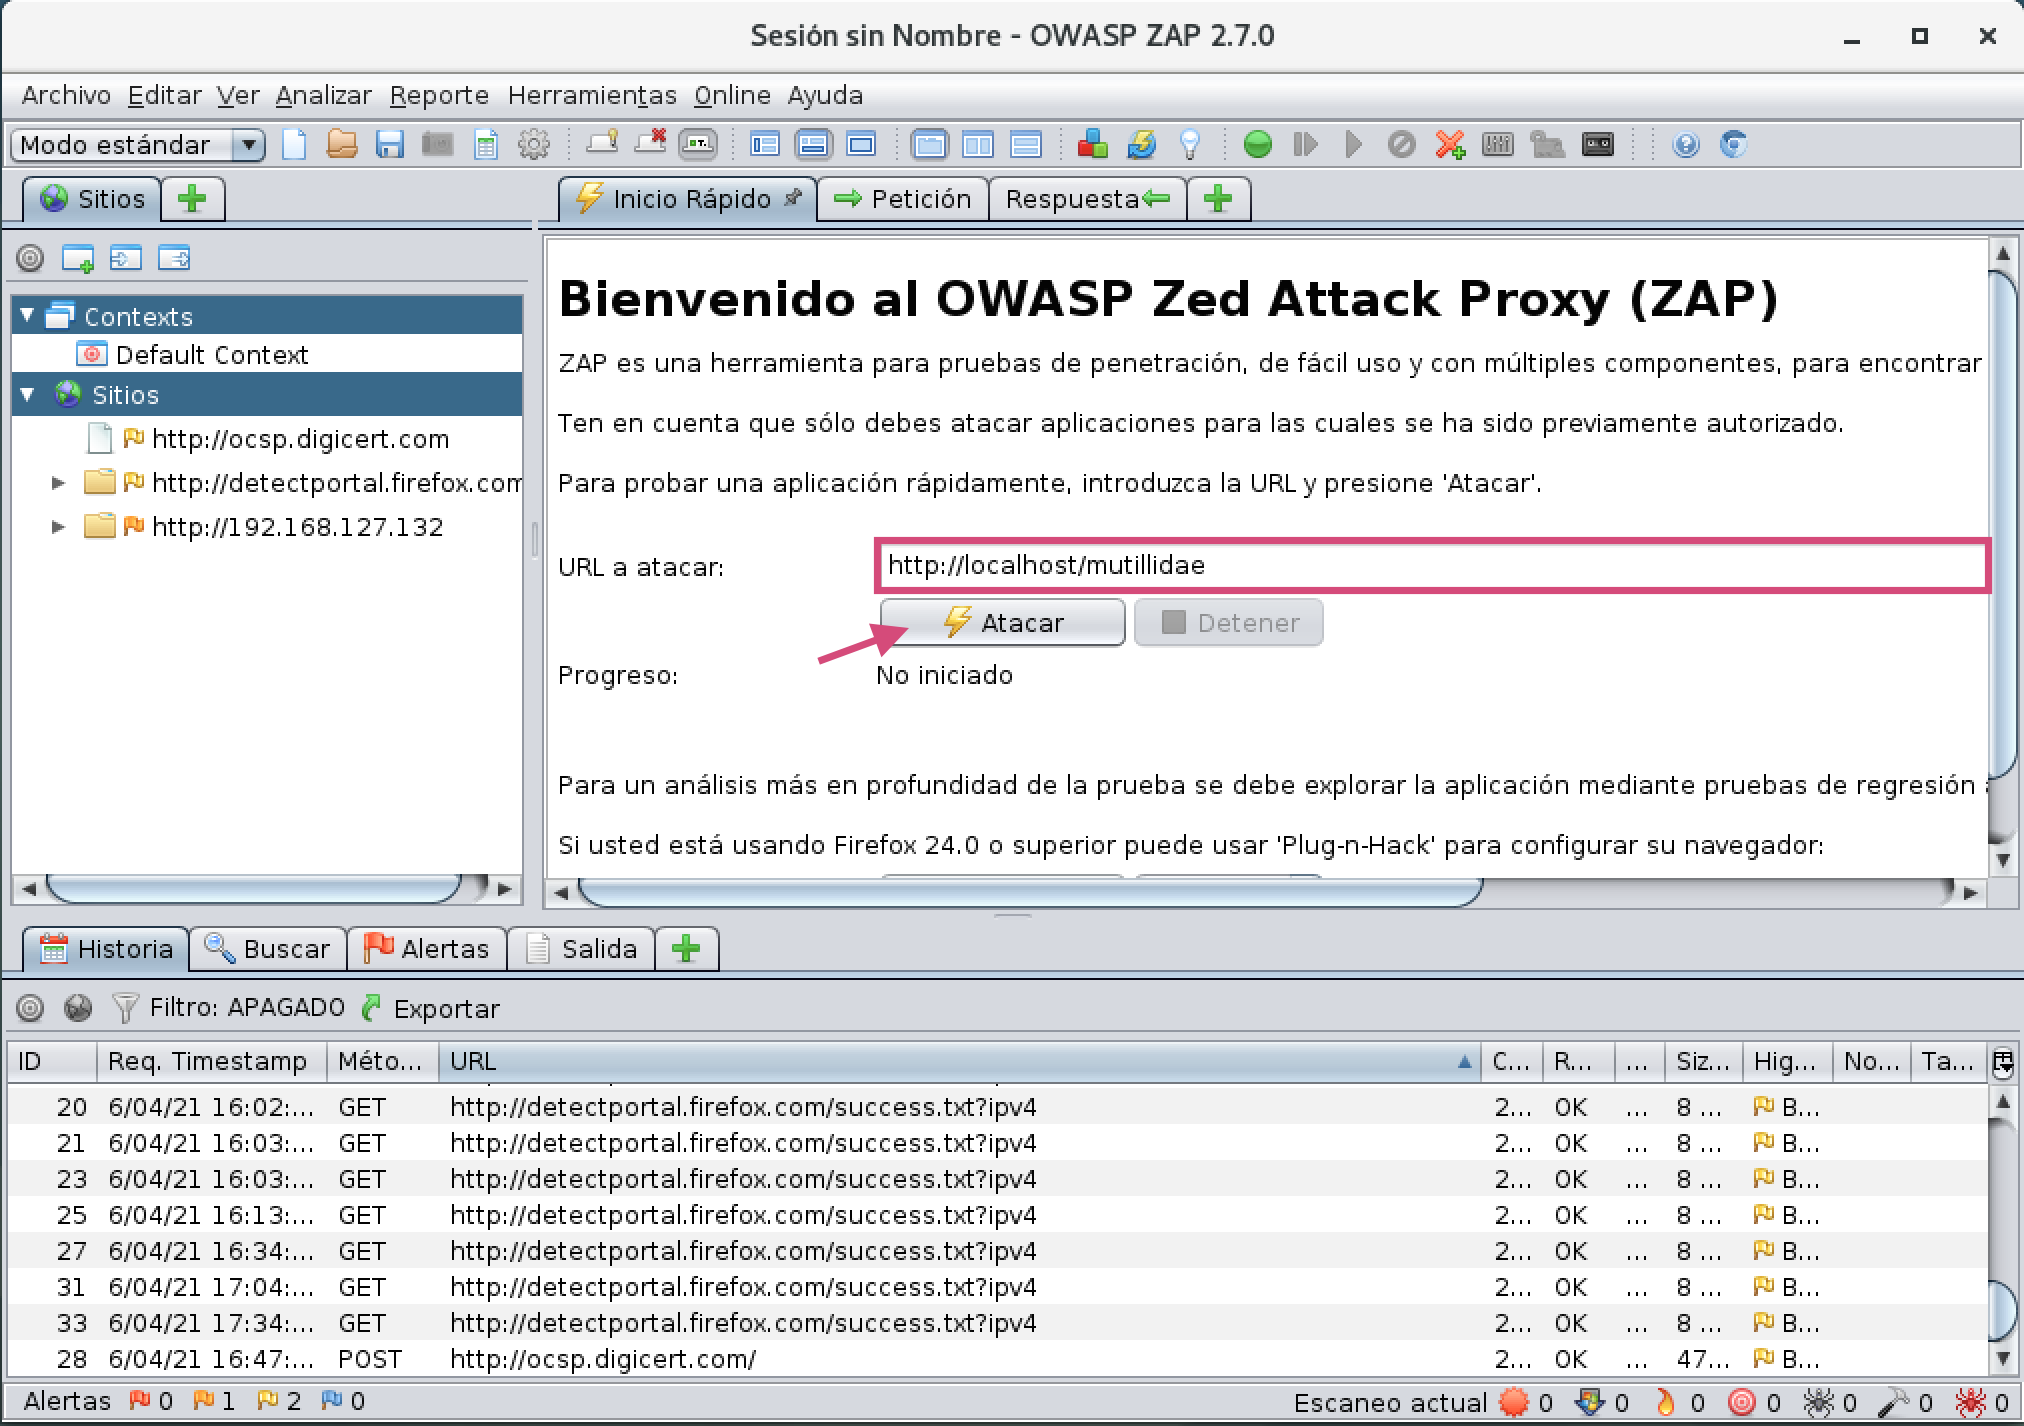 Sesión sin Nombre - OWASP ZAP 2.7.0
Archivo Editar Ver Analizar Reporte Herramientas Online Ayuda
Modo estándar
Sitios
Inicio Rápido Petición Respuesta
Contexts
Default Context
Sitios
http://ocsp.digicert.com
http://detectportal.firefox.com
http://192.168.127.132
Bienvenido al OWASP Zed Attack Proxy (ZAP)
ZAP es una herramienta para pruebas de penetración, de fácil uso y con múltiples componentes, para encontrar
Ten en cuenta que sólo debes atacar aplicaciones para las cuales se ha sido previamente autorizado.
Para probar una aplicación rápidamente, introduzca la URL y presione 'Atacar'.
URL a atacar: http://localhost/mutillidae
Atacar Detener
Progreso: No iniciado
Para un análisis más en profundidad de la prueba se debe explorar la aplicación mediante pruebas de regresión
Si usted está usando Firefox 24.0 o superior puede usar 'Plug-n-Hack' para configurar su navegador:
Historia Buscar Alertas Salida
Filtro: APAGADO Exportar
ID Req. Timestamp Méto... URL C... R... ... Siz... Hig... No... Ta...
20 6/04/21 16:02:... GET http://detectportal.firefox.com/success.txt?ipv4 2... OK ... 8 ... B...
21 6/04/21 16:03:... GET http://detectportal.firefox.com/success.txt?ipv4 2... OK ... 8 ... B...
23 6/04/21 16:03:... GET http://detectportal.firefox.com/success.txt?ipv4 2... OK ... 8 ... B...
25 6/04/21 16:13:... GET http://detectportal.firefox.com/success.txt?ipv4 2... OK ... 8 ... B...
27 6/04/21 16:34:... GET http://detectportal.firefox.com/success.txt?ipv4 2... OK ... 8 ... B...
31 6/04/21 17:04:... GET http://detectportal.firefox.com/success.txt?ipv4 2... OK ... 8 ... B...
33 6/04/21 17:34:... GET http://detectportal.firefox.com/success.txt?ipv4 2... OK ... 8 ... B...
28 6/04/21 16:47:... POST http://ocsp.digicert.com/ 2... OK ... 47... B...
Alertas 0 1 2 0 Escaneo actual 0 0 0 0 0 0 0